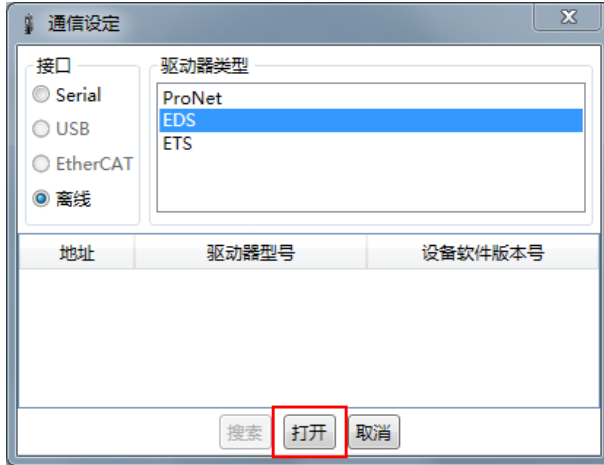 通信设定
接口
Serial
USB
EtherCAT
离线
驱动器类型
ProNet
EDS
ETS
地址 驱动器型号 设备软件版本号
搜索 打开 取消